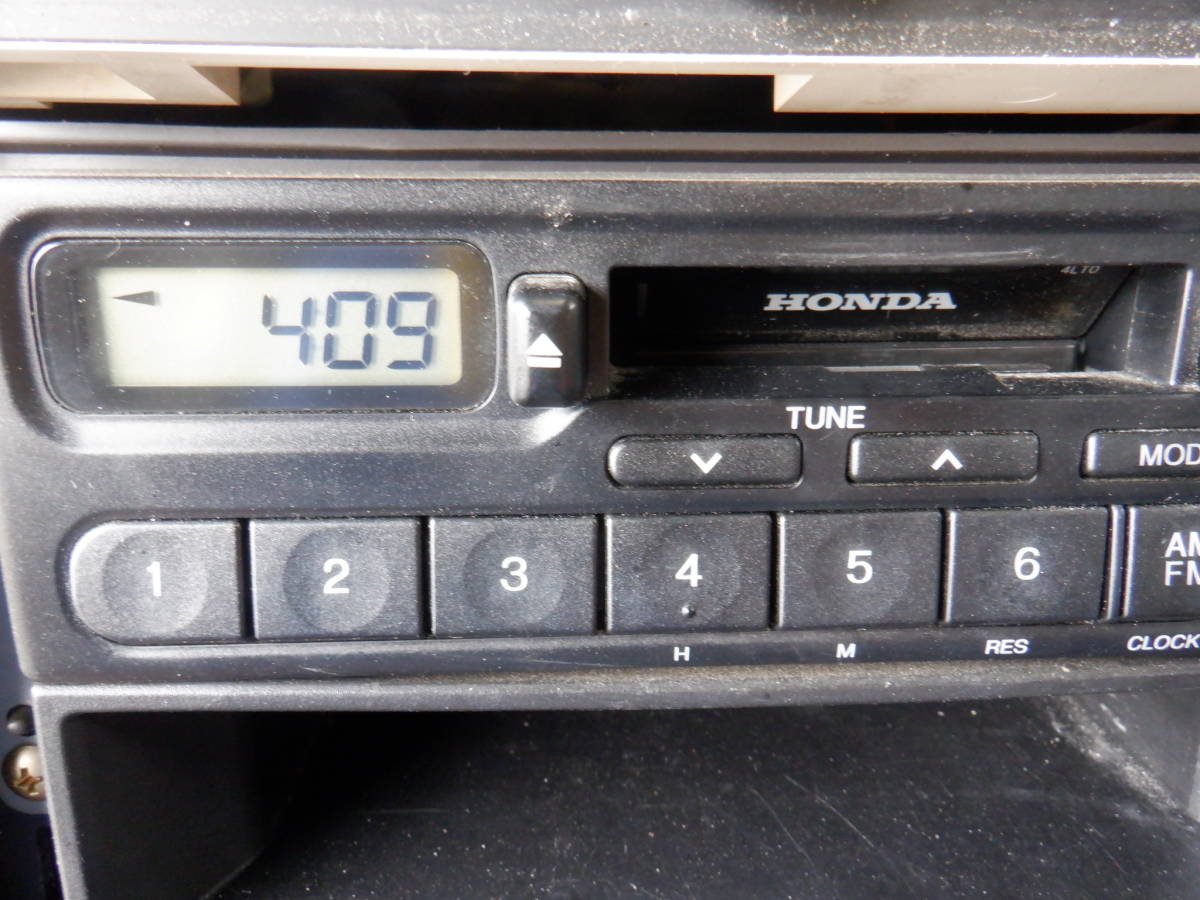 409
4LTO
HONDA
TUNE
MOD
1 2 3 4 5 6 AM
FM
H M RES CLOCK